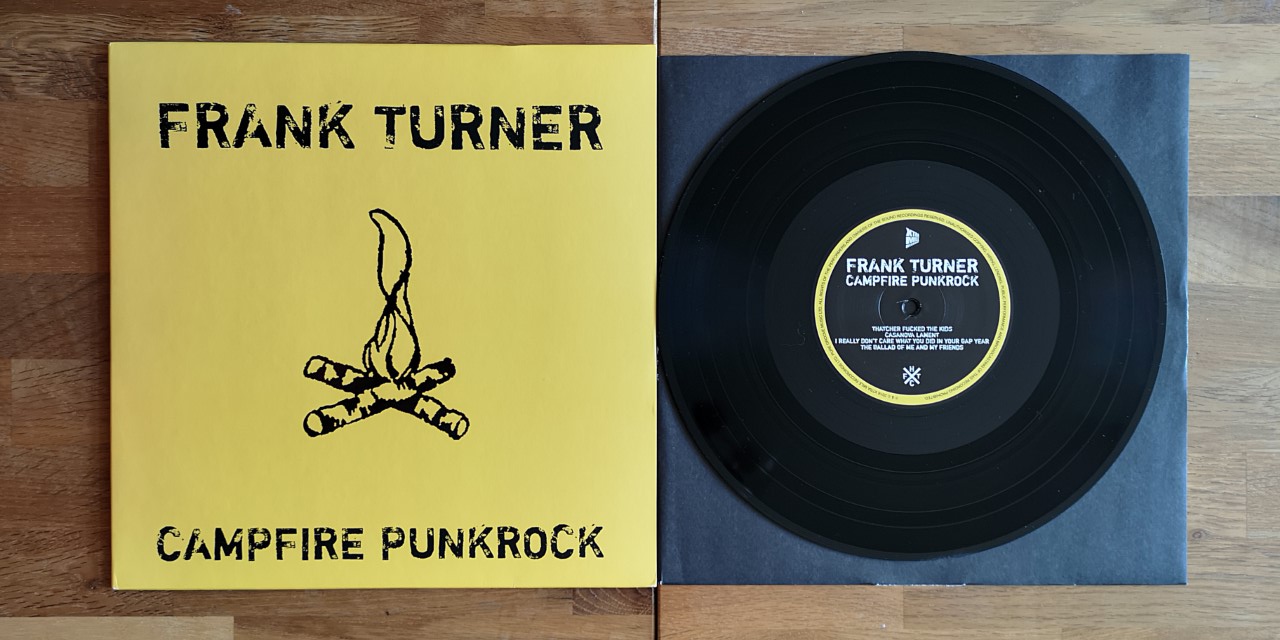 FRANK TURNER
CAMPFIRE PUNKROCK
FRANK TURNER
CAMPFIRE PUNKROCK
THATCHER FUCKED THE KIDS
CASANOVA LAMENT
I REALLY DON'T CARE WHAT YOU DID IN YOUR GAP YEAR
THE BALLAD OF ME AND MY FRIENDS
F H T C